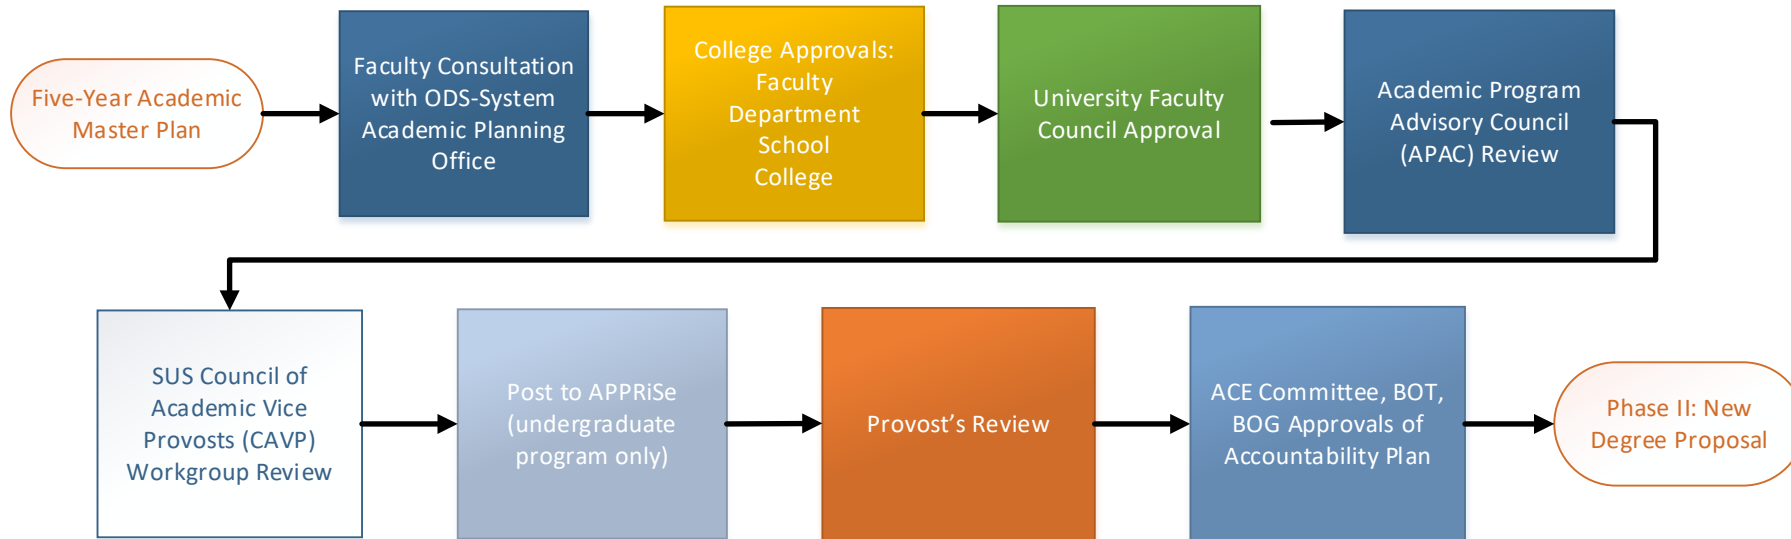 Five-Year Academic
Master Plan
Faculty Consultation
with ODS-System
Academic Planning
Office
College Approvals:
Faculty
Department
School
College
University Faculty
Council Approval
Academic Program
Advisory Council
(APAC) Review
SUS Council of
Academic Vice
Provosts (CAVP)
Workgroup Review
Post to APPRiSe
(undergraduate
program only)
Provost’s Review
ACE Committee, BOT,
BOG Approvals of
Accountability Plan
Phase II: New
Degree Proposal